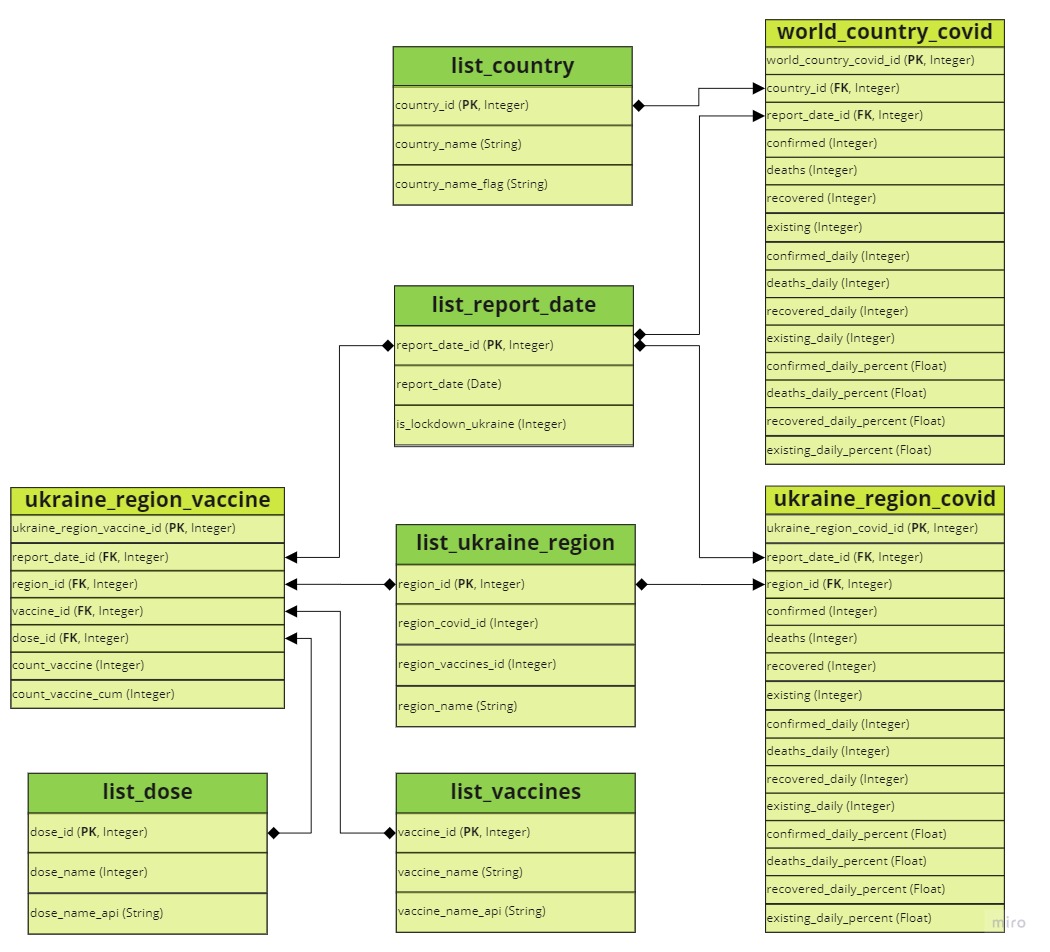 list_country
country_id (PK, Integer)
country_name (String)
country_name_flag (String)
world_country_covid
world_country_covid_id (PK, Integer)
country_id (FK, Integer)
report_date_id (FK, Integer)
confirmed (Integer)
deaths (Integer)
recovered (Integer)
existing (Integer)
confirmed_daily (Integer)
deaths_daily (Integer)
recovered_daily (Integer)
existing_daily (Integer)
confirmed_daily_percent (Float)
deaths_daily_percent (Float)
recovered_daily_percent (Float)
existing_daily_percent (Float)
list_report_date
report_date_id (PK, Integer)
report_date (Date)
is_lockdown_ukraine (Integer)
ukraine_region_vaccine
ukraine_region_vaccine_id (PK, Integer)
report_date_id (FK, Integer)
region_id (FK, Integer)
vaccine_id (FK, Integer)
dose_id (FK, Integer)
count_vaccine (Integer)
count_vaccine_cum (Integer)
list_ukraine_region
region_id (PK, Integer)
region_covid_id (Integer)
region_vaccines_id (Integer)
region_name (String)
ukraine_region_covid
ukraine_region_covid_id (PK, Integer)
report_date_id (FK, Integer)
region_id (FK, Integer)
confirmed (Integer)
deaths (Integer)
recovered (Integer)
existing (Integer)
confirmed_daily (Integer)
deaths_daily (Integer)
recovered_daily (Integer)
existing_daily (Integer)
confirmed_daily_percent (Float)
deaths_daily_percent (Float)
recovered_daily_percent (Float)
existing_daily_percent (Float)
list_dose
dose_id (PK, Integer)
dose_name (Integer)
dose_name_api (String)
list_vaccines
vaccine_id (PK, Integer)
vaccine_name (String)
vaccine_name_api (String)
miro